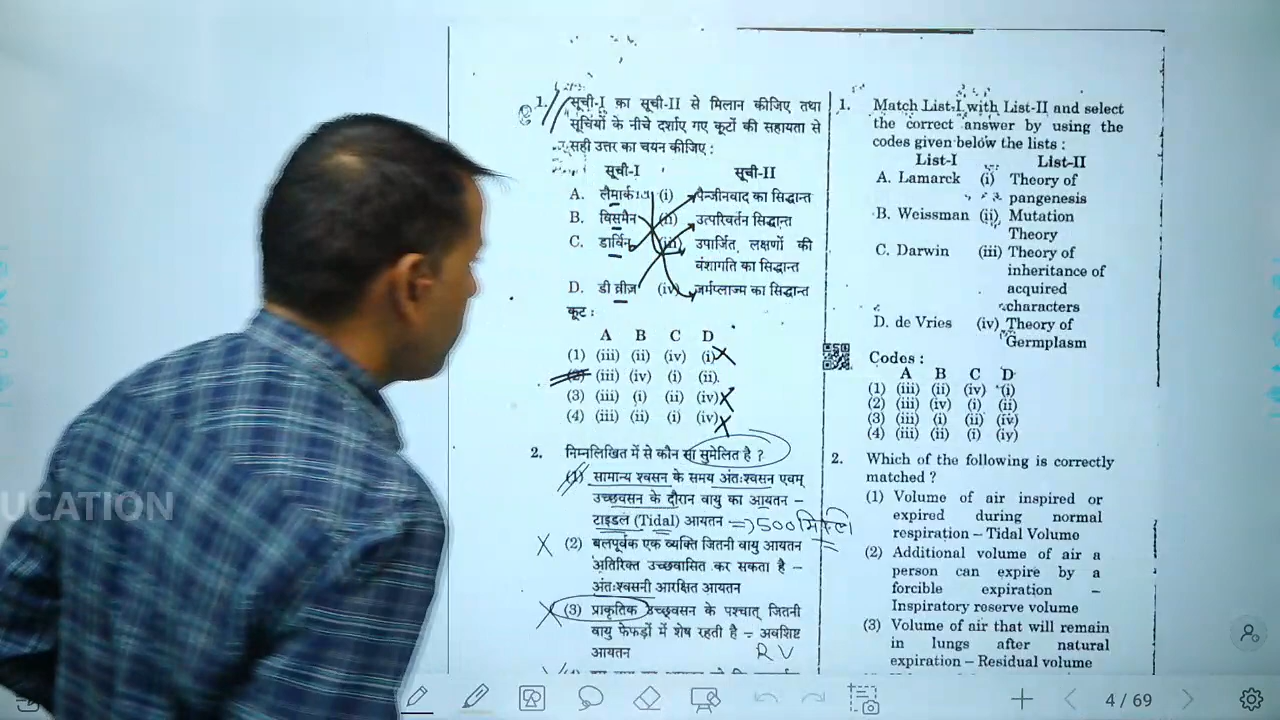 1. सूची-I का सूची-II से मिलान कीजिए तथा
सूचियों के नीचे दर्शाए गए कूटों की सहायता से
सही उत्तर का चयन कीजिए :
सूची-I सूची-II
A. लैमार्क (i) पैन्जीनवाद का सिद्धान्त
B. विसमैन (ii) उत्परिवर्तन सिद्धान्त
C. डार्विन (iii) उपार्जित लक्षणों की
वंशागति का सिद्धान्त
D. डी व्रीज़ (iv) जर्मप्लाज्म का सिद्धान्त
कूट :
A B C D
(1) (iii) (ii) (iv) (i)
(2) (iii) (iv) (i) (ii)
(3) (iii) (i) (ii) (iv)
(4) (iii) (ii) (i) (iv)
2. निम्नलिखित में से कौन सा सुमेलित है ?
(1) सामान्य श्वसन के समय अंतःश्वसन एवम्
उच्छ्वसन के दौरान वायु का आयतन –
टाइडल (Tidal) आयतन => 500 मिली
(2) बलपूर्वक एक व्यक्ति जितनी वायु आयतन
अतिरिक्त उच्छवासित कर सकता है –
अंतःश्वसनी आरक्षित आयतन
(3) प्राकृतिक उच्छ्वसन के पश्चात् जितनी
वायु फेफड़ों में शेष रहती है – अवशिष्ट
आयतन RV
1. Match List-I with List-II and select
the correct answer by using the
codes given below the lists :
List-I List-II
A. Lamarck (i) Theory of
pangenesis
B. Weissman (ii) Mutation
Theory
C. Darwin (iii) Theory of
inheritance of
acquired
characters
D. de Vries (iv) Theory of
Germplasm
Codes :
A B C D
(1) (iii) (ii) (iv) (i)
(2) (iii) (iv) (i) (ii)
(3) (iii) (i) (ii) (iv)
(4) (iii) (ii) (i) (iv)
2. Which of the following is correctly
matched ?
(1) Volume of air inspired or
expired during normal
respiration – Tidal Volume
(2) Additional volume of air a
person can expire by a
forcible expiration –
Inspiratory reserve volume
(3) Volume of air that will remain
in lungs after natural
expiration – Residual volume
UCATION
4 / 69